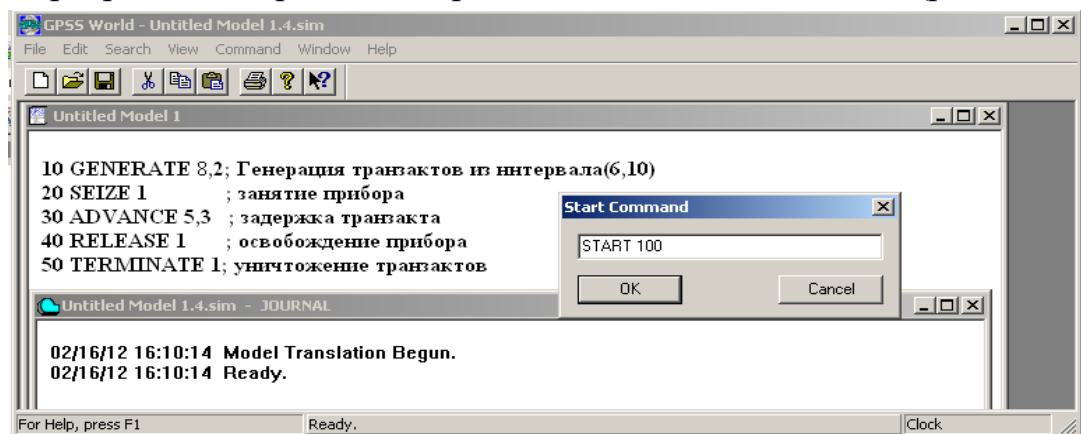 GPSS World - Untitled Model 1.4.sim
File Edit Search View Command Window Help
Untitled Model 1
10 GENERATE 8,2; Генерация транзактов из интервала(6,10)
20 SEIZE 1 ; занятие прибора
30 ADVANCE 5,3 ; задержка транзакта
40 RELEASE 1 ; освобождение прибора
50 TERMINATE 1; уничтожение транзактов
Start Command
START 100
OK Cancel
Untitled Model 1.4.sim - JOURNAL
02/16/12 16:10:14 Model Translation Begun.
02/16/12 16:10:14 Ready.
For Help, press F1 Ready. Clock